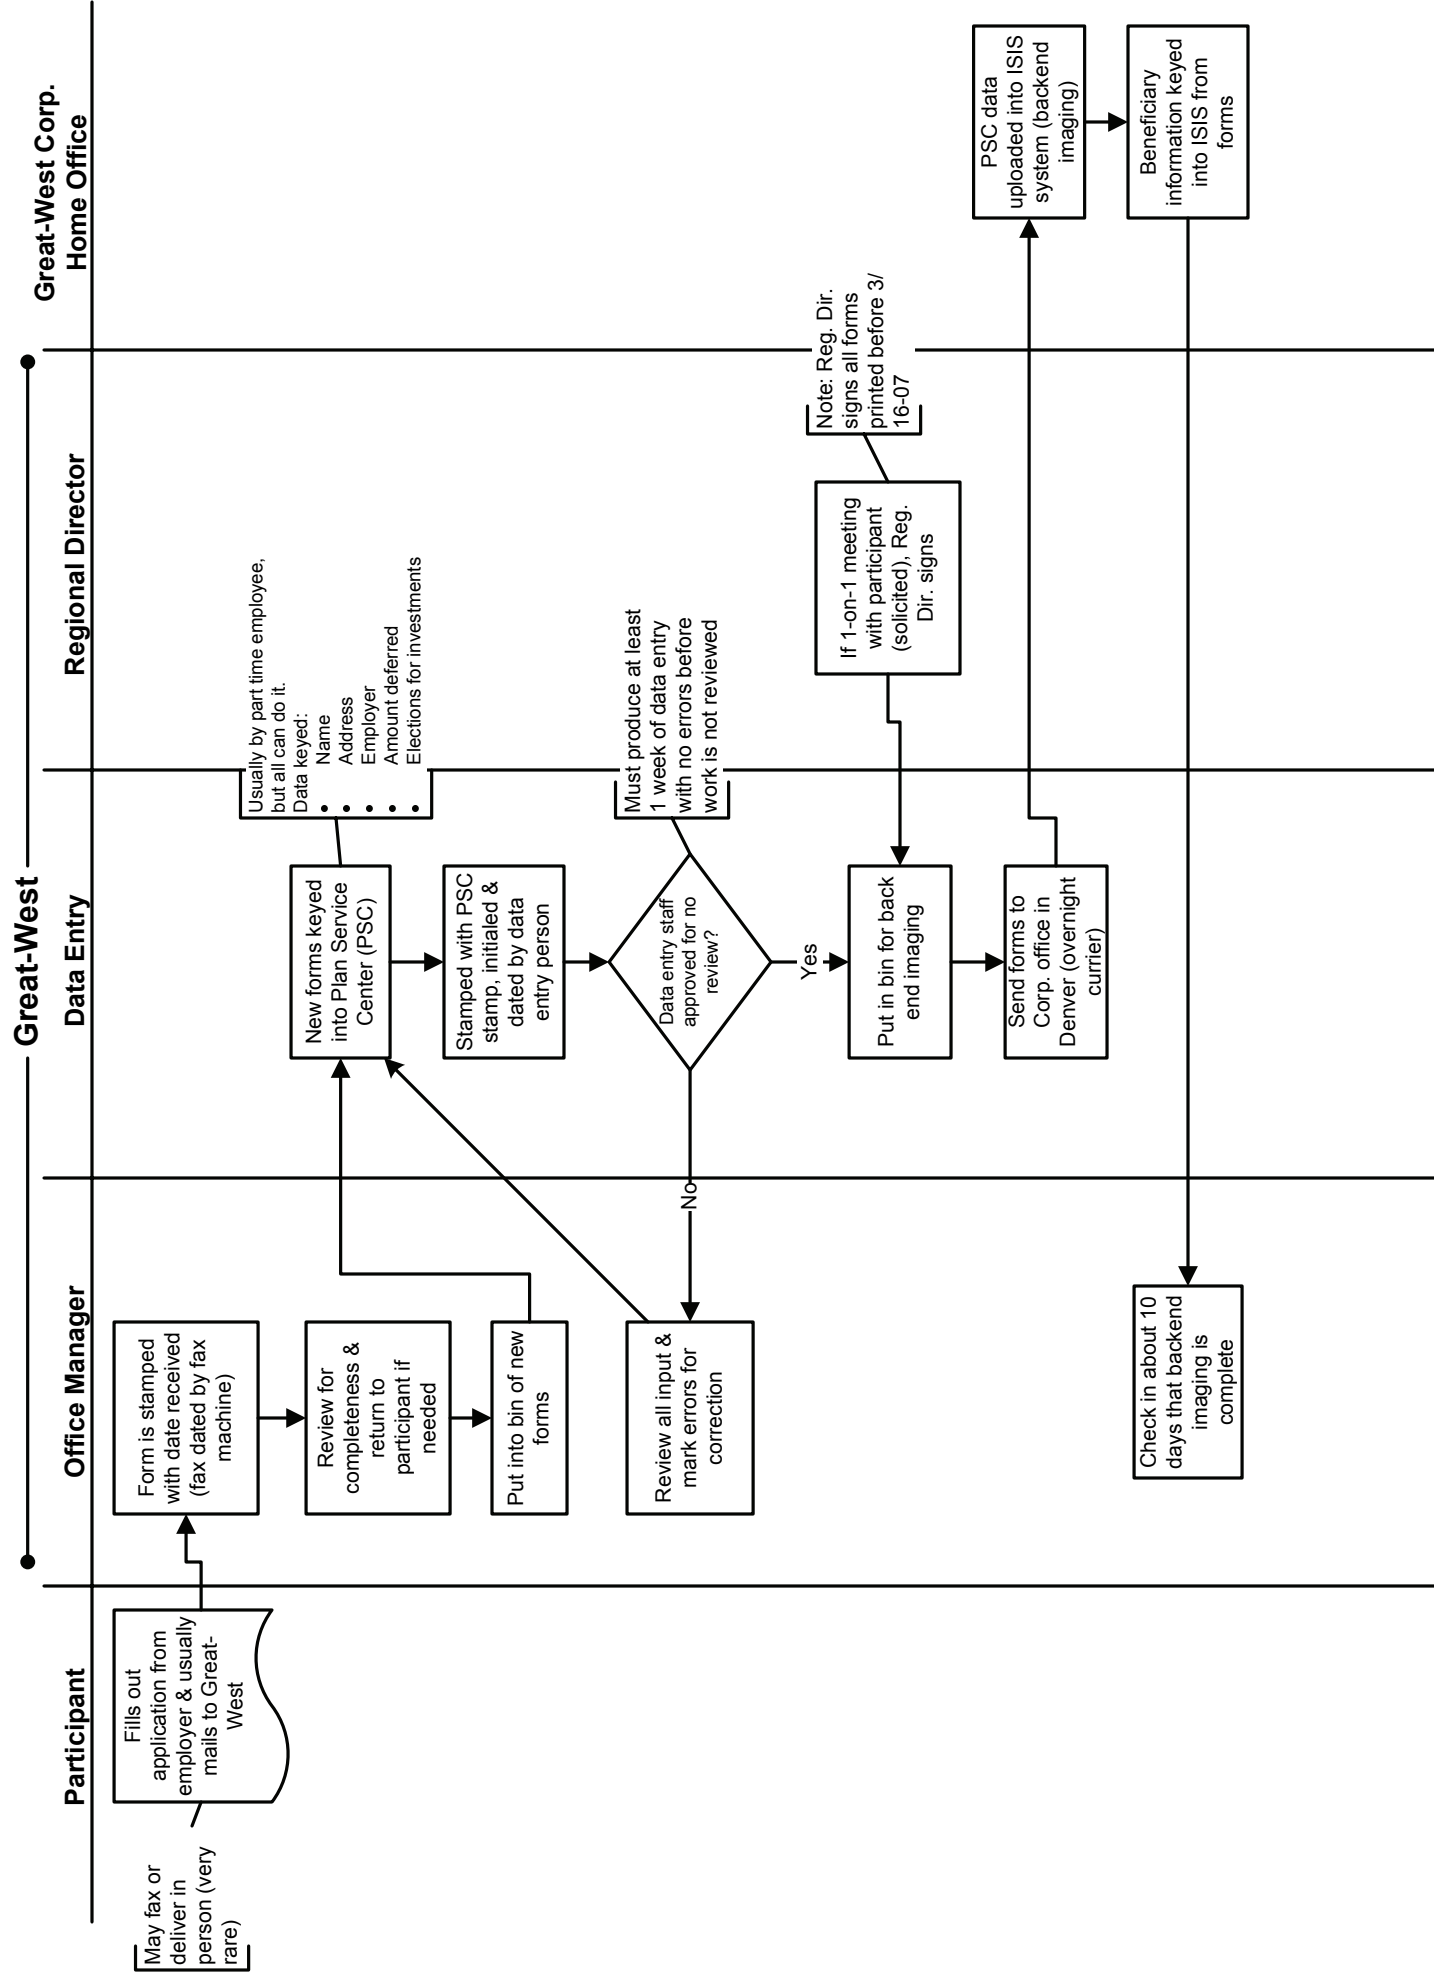 Great-West
Participant
Office Manager
Data Entry
Regional Director
Great-West Corp.
Home Office
May fax or
deliver in
person (very
rare)
Fills out
application from
employer & usually
mails to Great-
West
Form is stamped
with date received
(fax dated by fax
machine)
Review for
completeness &
return to
participant if
needed
Put into bin of new
forms
New forms keyed
into Plan Service
Center (PSC)
Usually by part time employee,
but all can do it.
Data keyed:
• Name
• Address
• Employer
• Amount deferred
• Elections for investments
Stamped with PSC
stamp, initialed &
dated by data
entry person
Data entry staff
approved for no
review?
Must produce at least
1 week of data entry
with no errors before
work is not reviewed
No
Review all input &
mark errors for
correction
Yes
Put in bin for back
end imaging
If 1-on-1 meeting
with participant
(solicited), Reg.
Dir. signs
Note: Reg. Dir.
signs all forms
printed before 3/
16-07
Send forms to
Corp. office in
Denver (overnight
currier)
PSC data
uploaded into ISIS
system (backend
imaging)
Beneficiary
information keyed
into ISIS from
forms
Check in about 10
days that backend
imaging is
complete